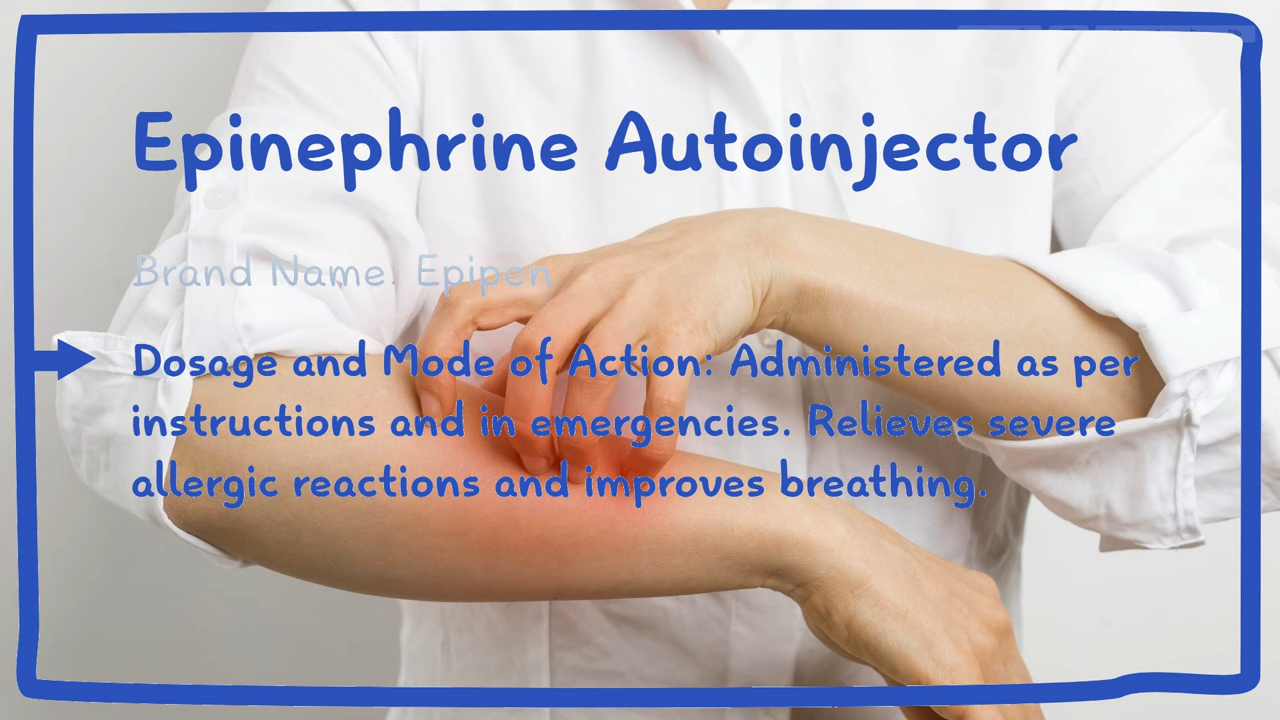 Epinephrine Autoinjector
Brand Name: Epipen
Dosage and Mode of Action: Administered as per
instructions and in emergencies. Relieves severe
allergic reactions and improves breathing.